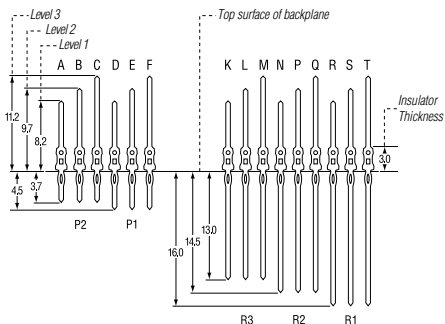 Level 3
Top surface of backplane
Level 2
Level 1
A B C D E F
K L M N P Q R S T
11.2
9.7
8.2
Insulator
Thickness
3.0
4.5
3.7
P2 P1
16.0
14.5
13.0
R3 R2 R1